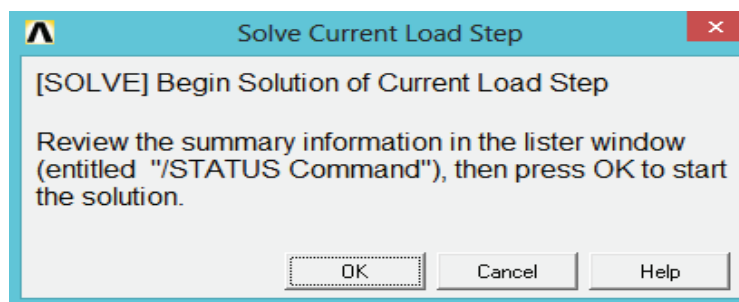 Solve Current Load Step
[SOLVE] Begin Solution of Current Load Step
Review the summary information in the lister window
(entitled "/STATUS Command"), then press OK to start
the solution.
OK Cancel Help